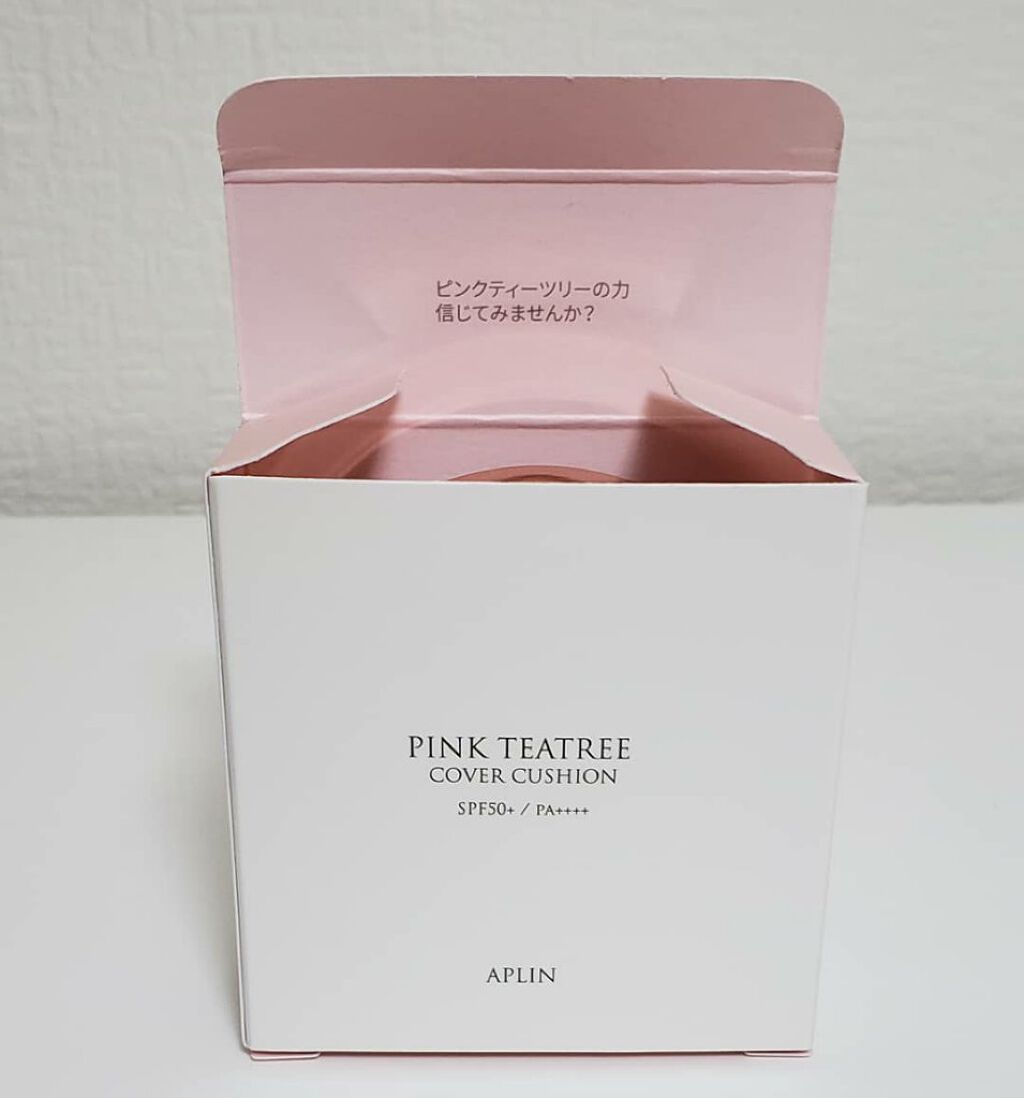 ピンクティーツリーの力
信じてみませんか?
PINK TEATREE
COVER CUSHION
SPF50+ / PA++++
APLIN